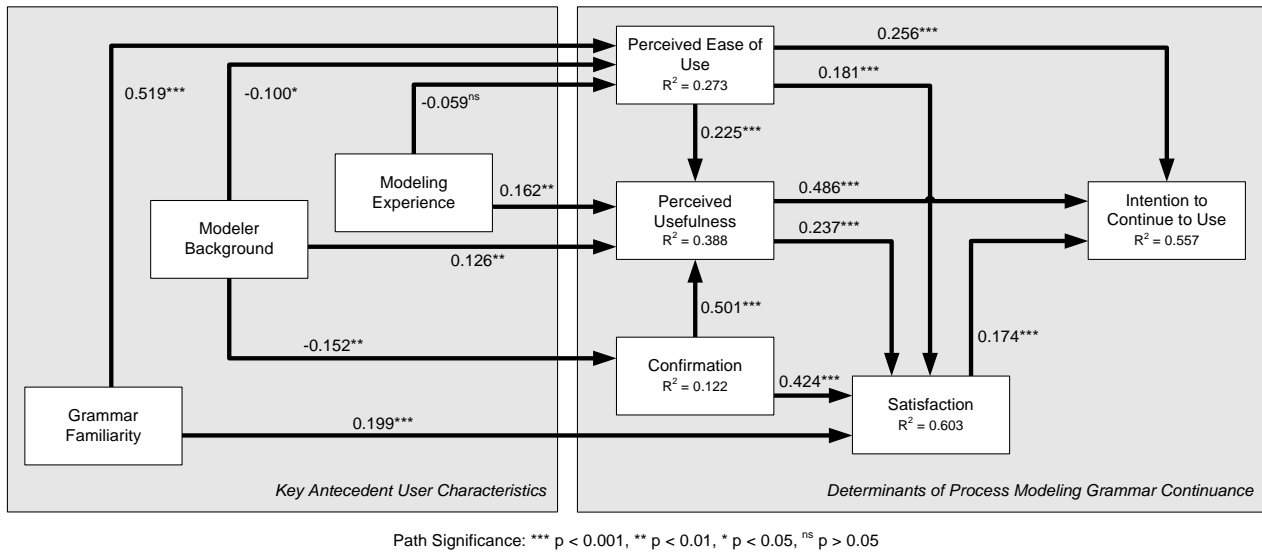 0.519***
-0.100*
-0.059ns
Modeling
Experience
0.162**
Modeler
Background
0.126**
-0.152**
Grammar
Familiarity
0.199***
Key Antecedent User Characteristics
Perceived Ease of
Use
R² = 0.273
0.256***
0.181***
0.225***
Perceived
Usefulness
R² = 0.388
0.486***
0.237***
Intention to
Continue to Use
R² = 0.557
0.501***
0.174***
Confirmation
R² = 0.122
0.424***
Satisfaction
R² = 0.603
Determinants of Process Modeling Grammar Continuance
Path Significance: *** p < 0.001, ** p < 0.01, * p < 0.05, ns p > 0.05